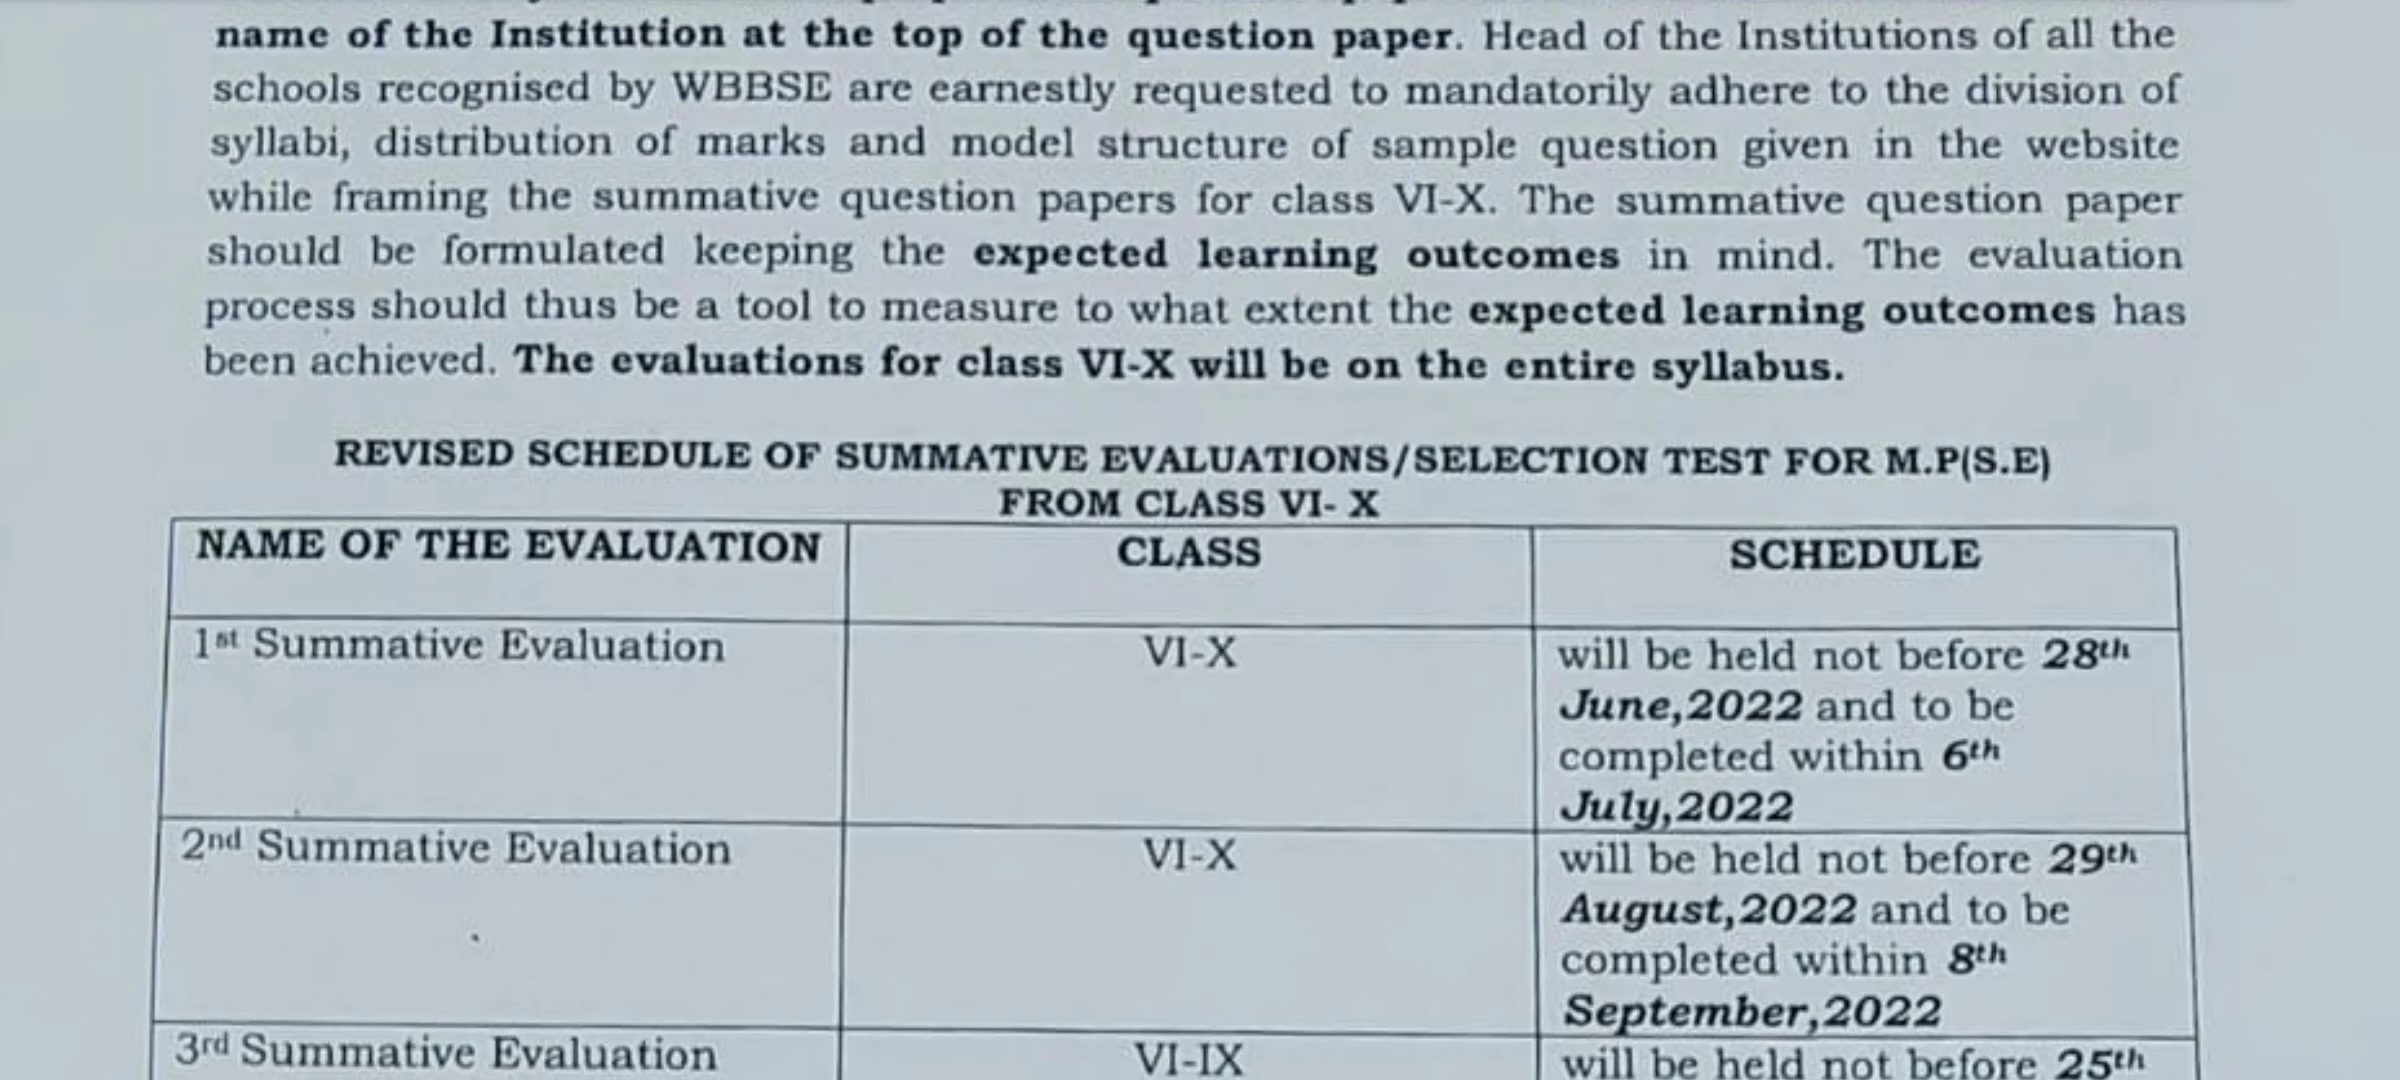 name of the Institution at the top of the question paper. Head of the Institutions of all the
schools recognised by WBBSE are earnestly requested to mandatorily adhere to the division of
syllabi, distribution of marks and model structure of sample question given in the website
while framing the summative question papers for class VI-X. The summative question paper
should be formulated keeping the expected learning outcomes in mind. The evaluation
process should thus be a tool to measure to what extent the expected learning outcomes has
been achieved. The evaluations for class VI-X will be on the entire syllabus.
REVISED SCHEDULE OF SUMMATIVE EVALUATIONS/SELECTION TEST FOR M.P(S.E)
FROM CLASS VI- X
NAME OF THE EVALUATION CLASS SCHEDULE
1st Summative Evaluation VI-X will be held not before 28th
June,2022 and to be
completed within 6th
July,2022
2nd Summative Evaluation VI-X will be held not before 29th
August,2022 and to be
completed within 8th
September,2022
3rd Summative Evaluation VI-IX will be held not before 25th